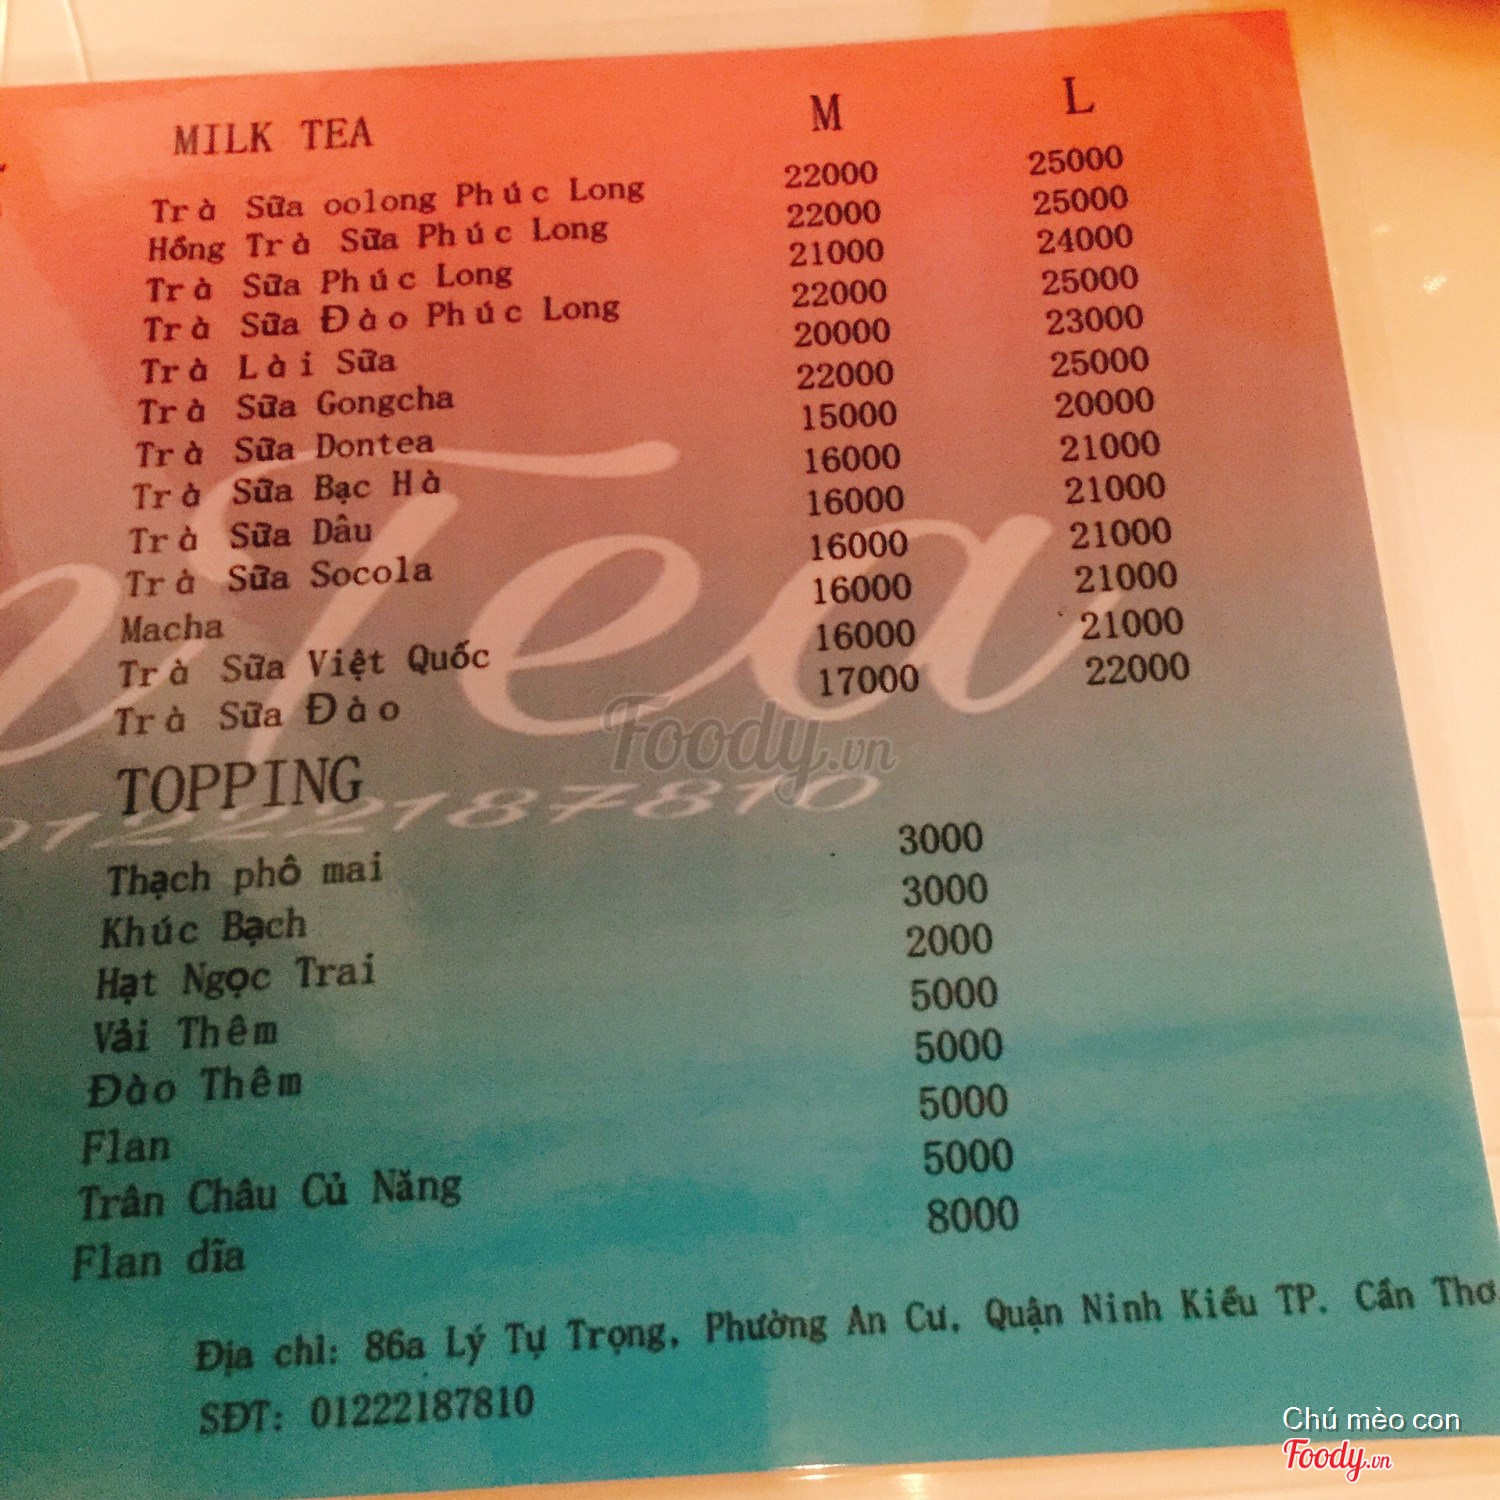 MILK TEA M L
Trà Sữa oolong Phúc Long 22000 25000
Hồng Trà Sữa Phúc Long 22000 25000
Trà Sữa Phúc Long 21000 24000
Trà Sữa Đào Phúc Long 22000 25000
Trà Lài Sữa 20000 23000
Trà Sữa Gongcha 22000 25000
Trà Sữa Dontea 15000 20000
Trà Sữa Bạc Hà 16000 21000
Trà Sữa Dâu 16000 21000
Trà Sữa Socola 16000 21000
Macha 16000 21000
Trà Sữa Việt Quốc 16000 21000
Trà Sữa Đào 17000 22000
Tea
Foody.vn
01222187810
TOPPING
Thạch phô mai 3000
Khúc Bạch 3000
Hạt Ngọc Trai 2000
Vải Thêm 5000
Đào Thêm 5000
Flan 5000
Trân Châu Củ Năng 5000
Flan dĩa 8000
Địa chỉ: 86a Lý Tự Trọng, Phường An Cư, Quận Ninh Kiều TP. Cần Thơ
SĐT: 01222187810
Chú mèo con
Foody.vn